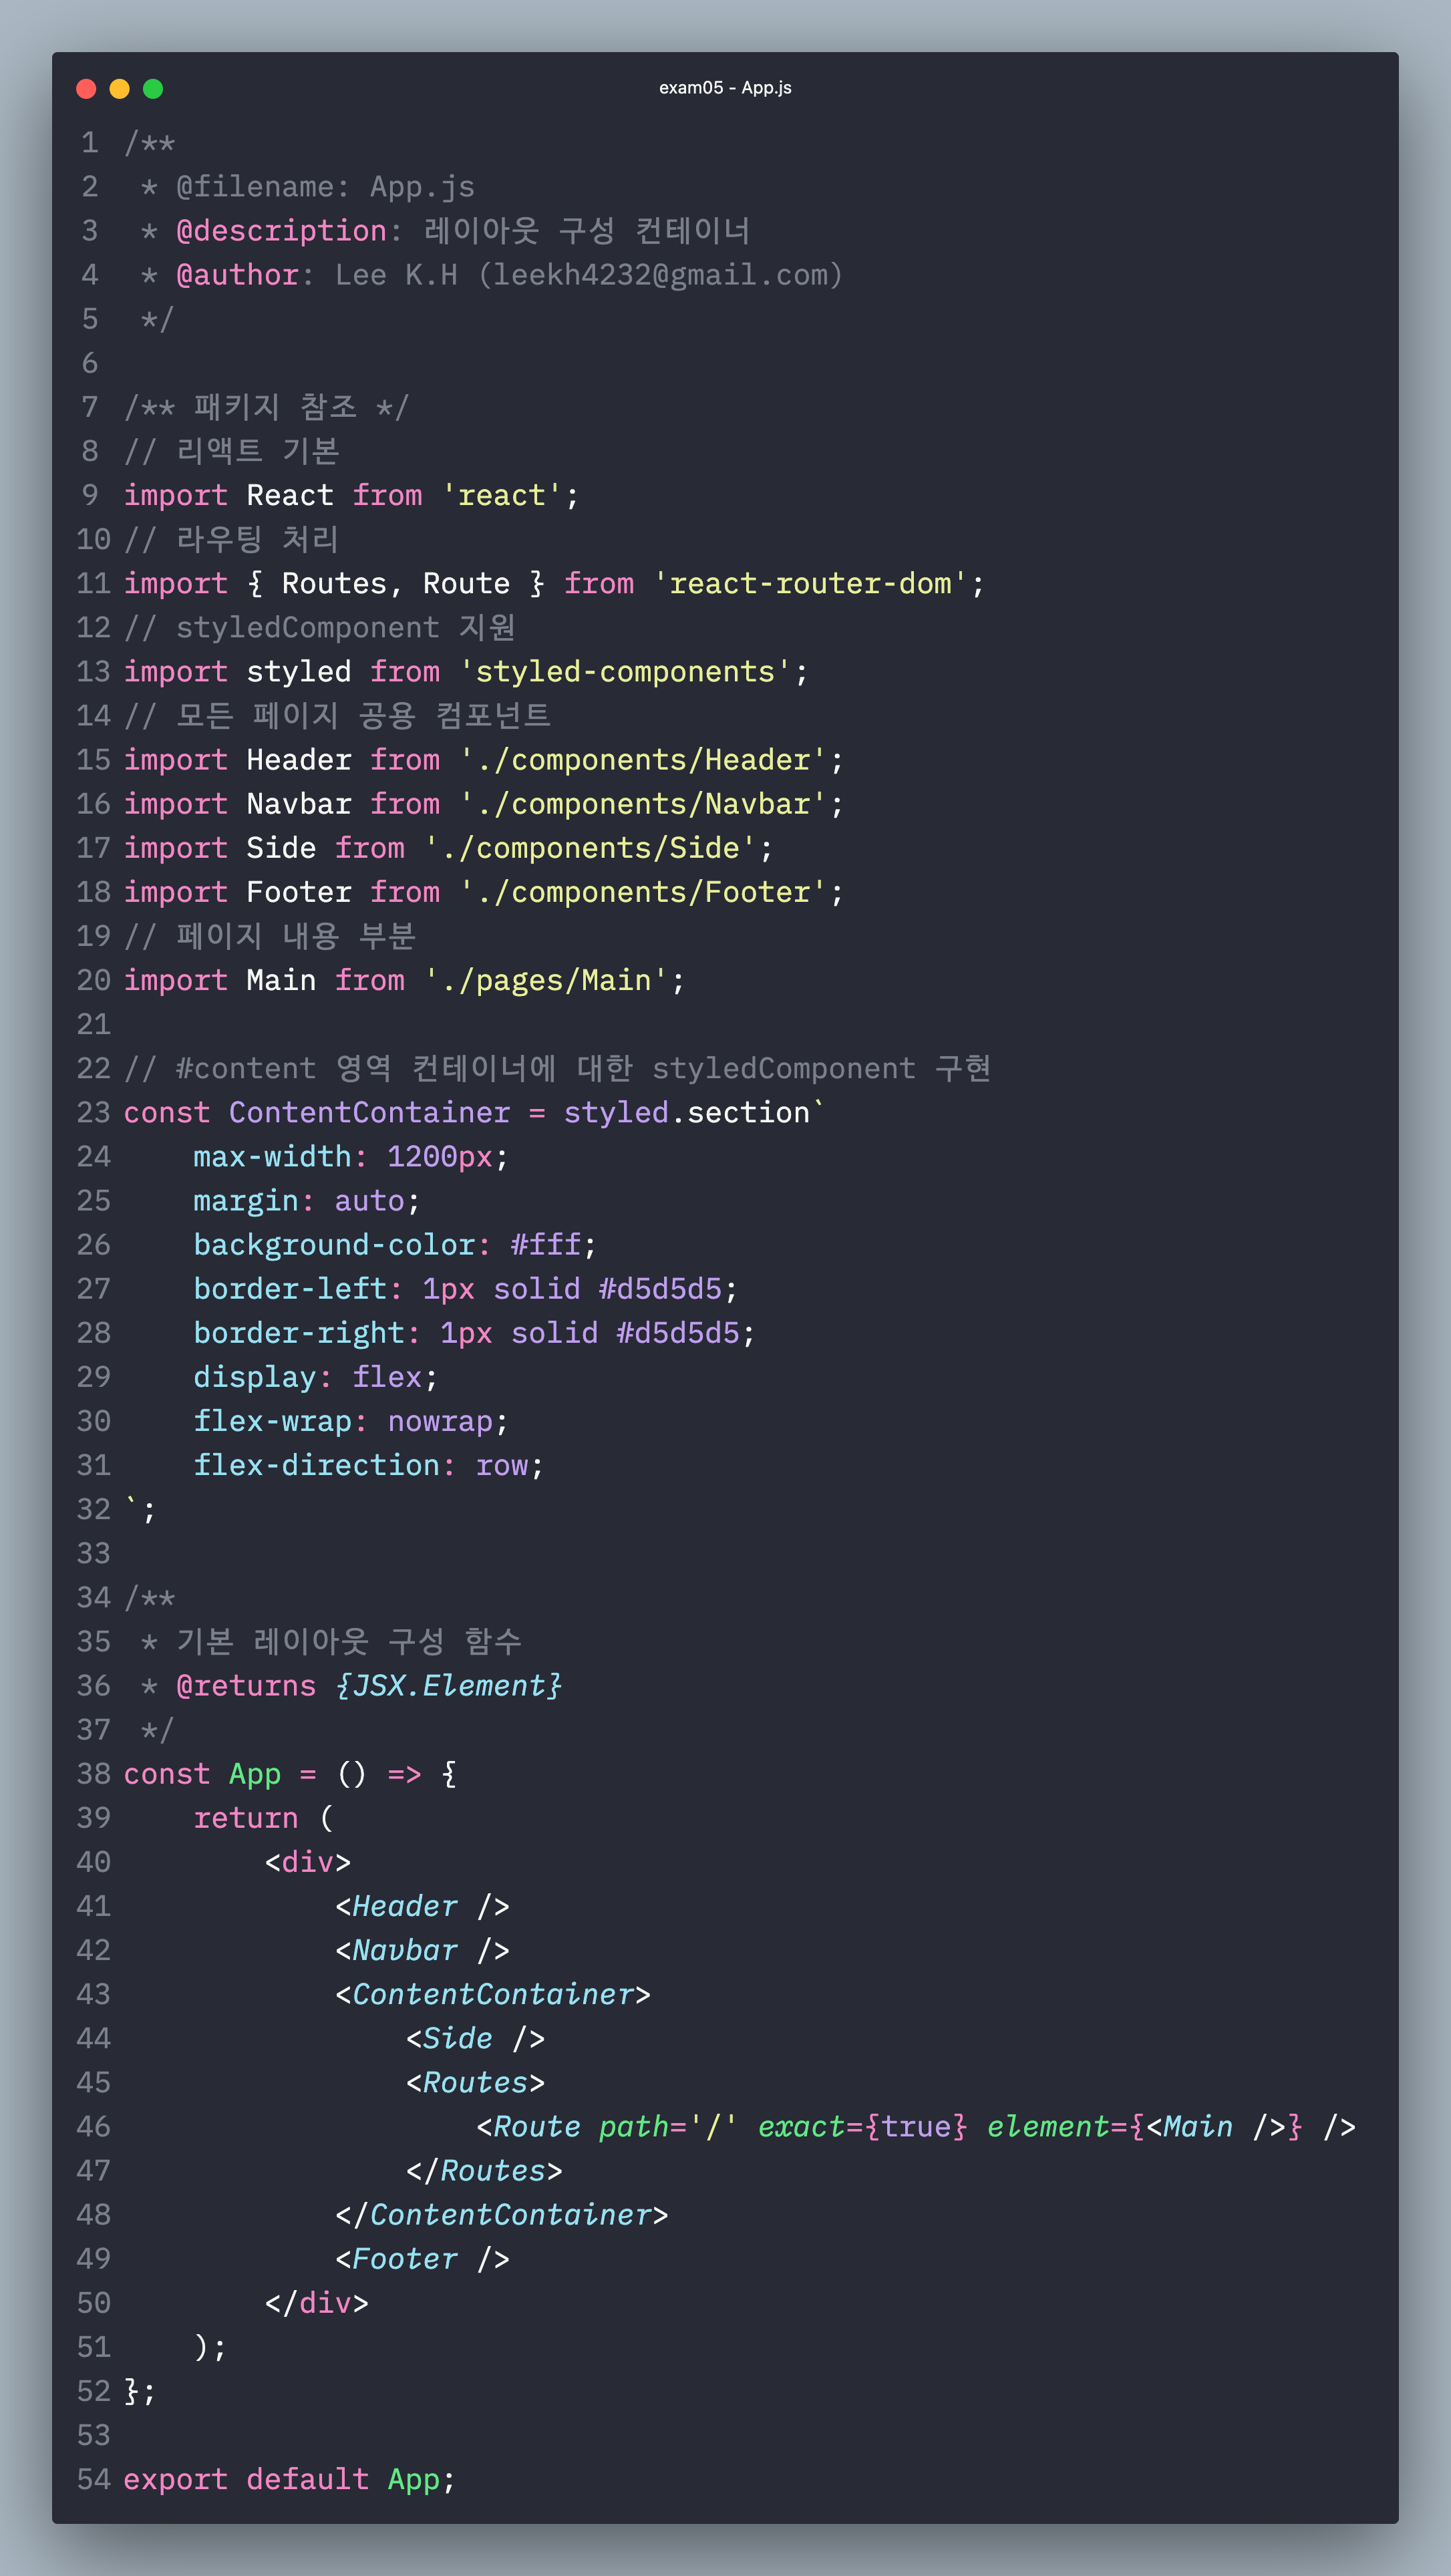 exam05 - App.js
1 /**
2  * @filename: App.js
3  * @description: 레이아웃 구성 컨테이너
4  * @author: Lee K.H (leekh4232@gmail.com)
5  */
6
7 /** 패키지 참조 */
8 // 리액트 기본
9 import React from 'react';
10 // 라우팅 처리
11 import { Routes, Route } from 'react-router-dom';
12 // styledComponent 지원
13 import styled from 'styled-components';
14 // 모든 페이지 공용 컴포넌트
15 import Header from './components/Header';
16 import Navbar from './components/Navbar';
17 import Side from './components/Side';
18 import Footer from './components/Footer';
19 // 페이지 내용 부분
20 import Main from './pages/Main';
21
22 // #content 영역 컨테이너에 대한 styledComponent 구현
23 const ContentContainer = styled.section`
24     max-width: 1200px;
25     margin: auto;
26     background-color: #fff;
27     border-left: 1px solid #d5d5d5;
28     border-right: 1px solid #d5d5d5;
29     display: flex;
30     flex-wrap: nowrap;
31     flex-direction: row;
32 `;
33
34 /**
35  * 기본 레이아웃 구성 함수
36  * @returns {JSX.Element}
37  */
38 const App = () => {
39     return (
40         <div>
41             <Header />
42             <Navbar />
43             <ContentContainer>
44                 <Side />
45                 <Routes>
46                     <Route path='/' exact={true} element={<Main />} />
47                 </Routes>
48             </ContentContainer>
49             <Footer />
50         </div>
51     );
52 };
53
54 export default App;